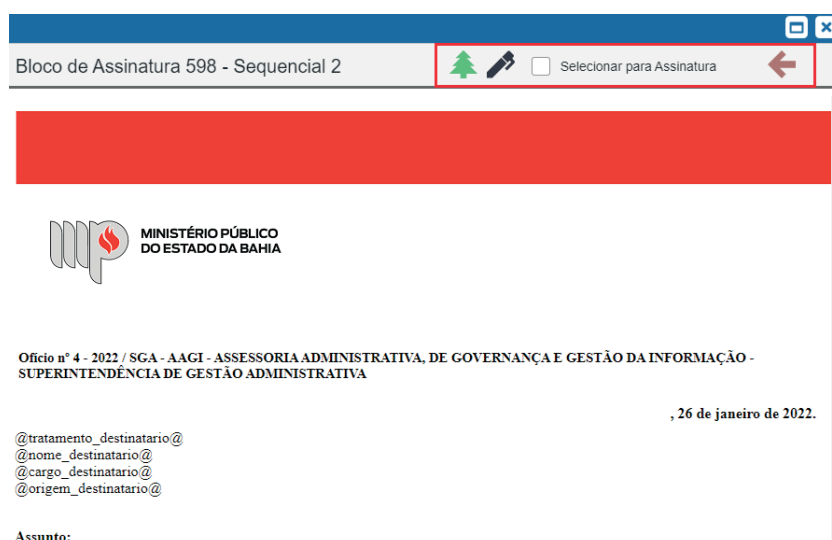 Bloco de Assinatura 598 - Sequencial 2
Selecionar para Assinatura
MINISTÉRIO PÚBLICO
DO ESTADO DA BAHIA
Ofício nº 4 - 2022 / SGA - AAGI - ASSESSORIA ADMINISTRATIVA, DE GOVERNANÇA E GESTÃO DA INFORMAÇÃO -
SUPERINTENDÊNCIA DE GESTÃO ADMINISTRATIVA
, 26 de janeiro de 2022.
@tratamento_destinatario@
@nome_destinatario@
@cargo_destinatario@
@origem_destinatario@
Assunto: